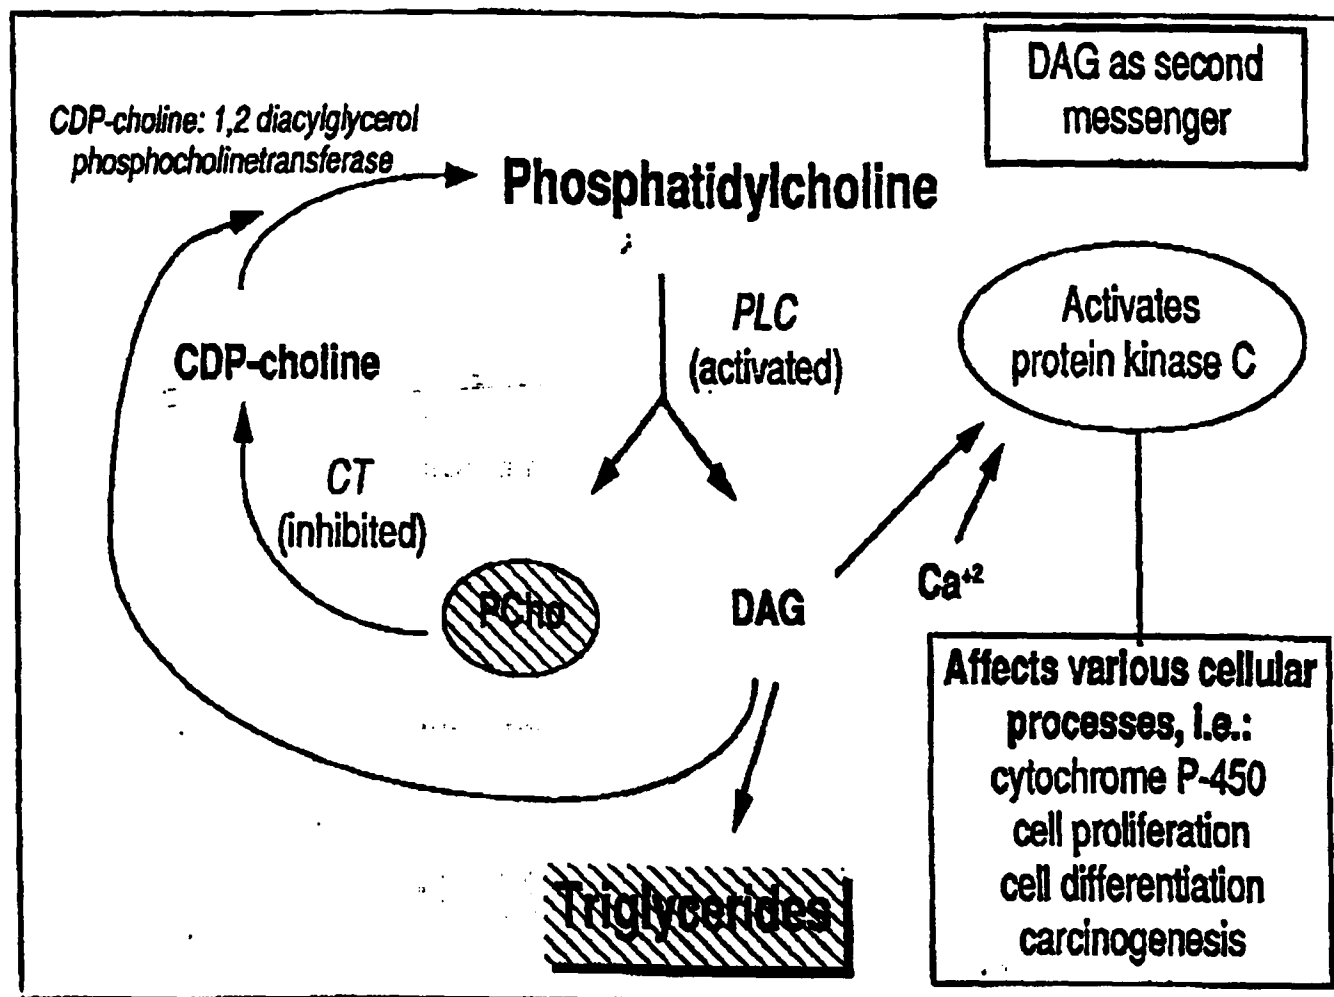 DAG as second
messenger
CDP-choline: 1,2 diacylglycerol
phosphocholinetransferase
Phosphatidylcholine
PLC
(activated)
Activates
protein kinase C
CDP-choline
CT
(inhibited)
PCho
DAG
Ca+2
Affects various cellular
processes, i.e.:
cytochrome P-450
cell proliferation
cell differentiation
carcinogenesis
Triglycerides